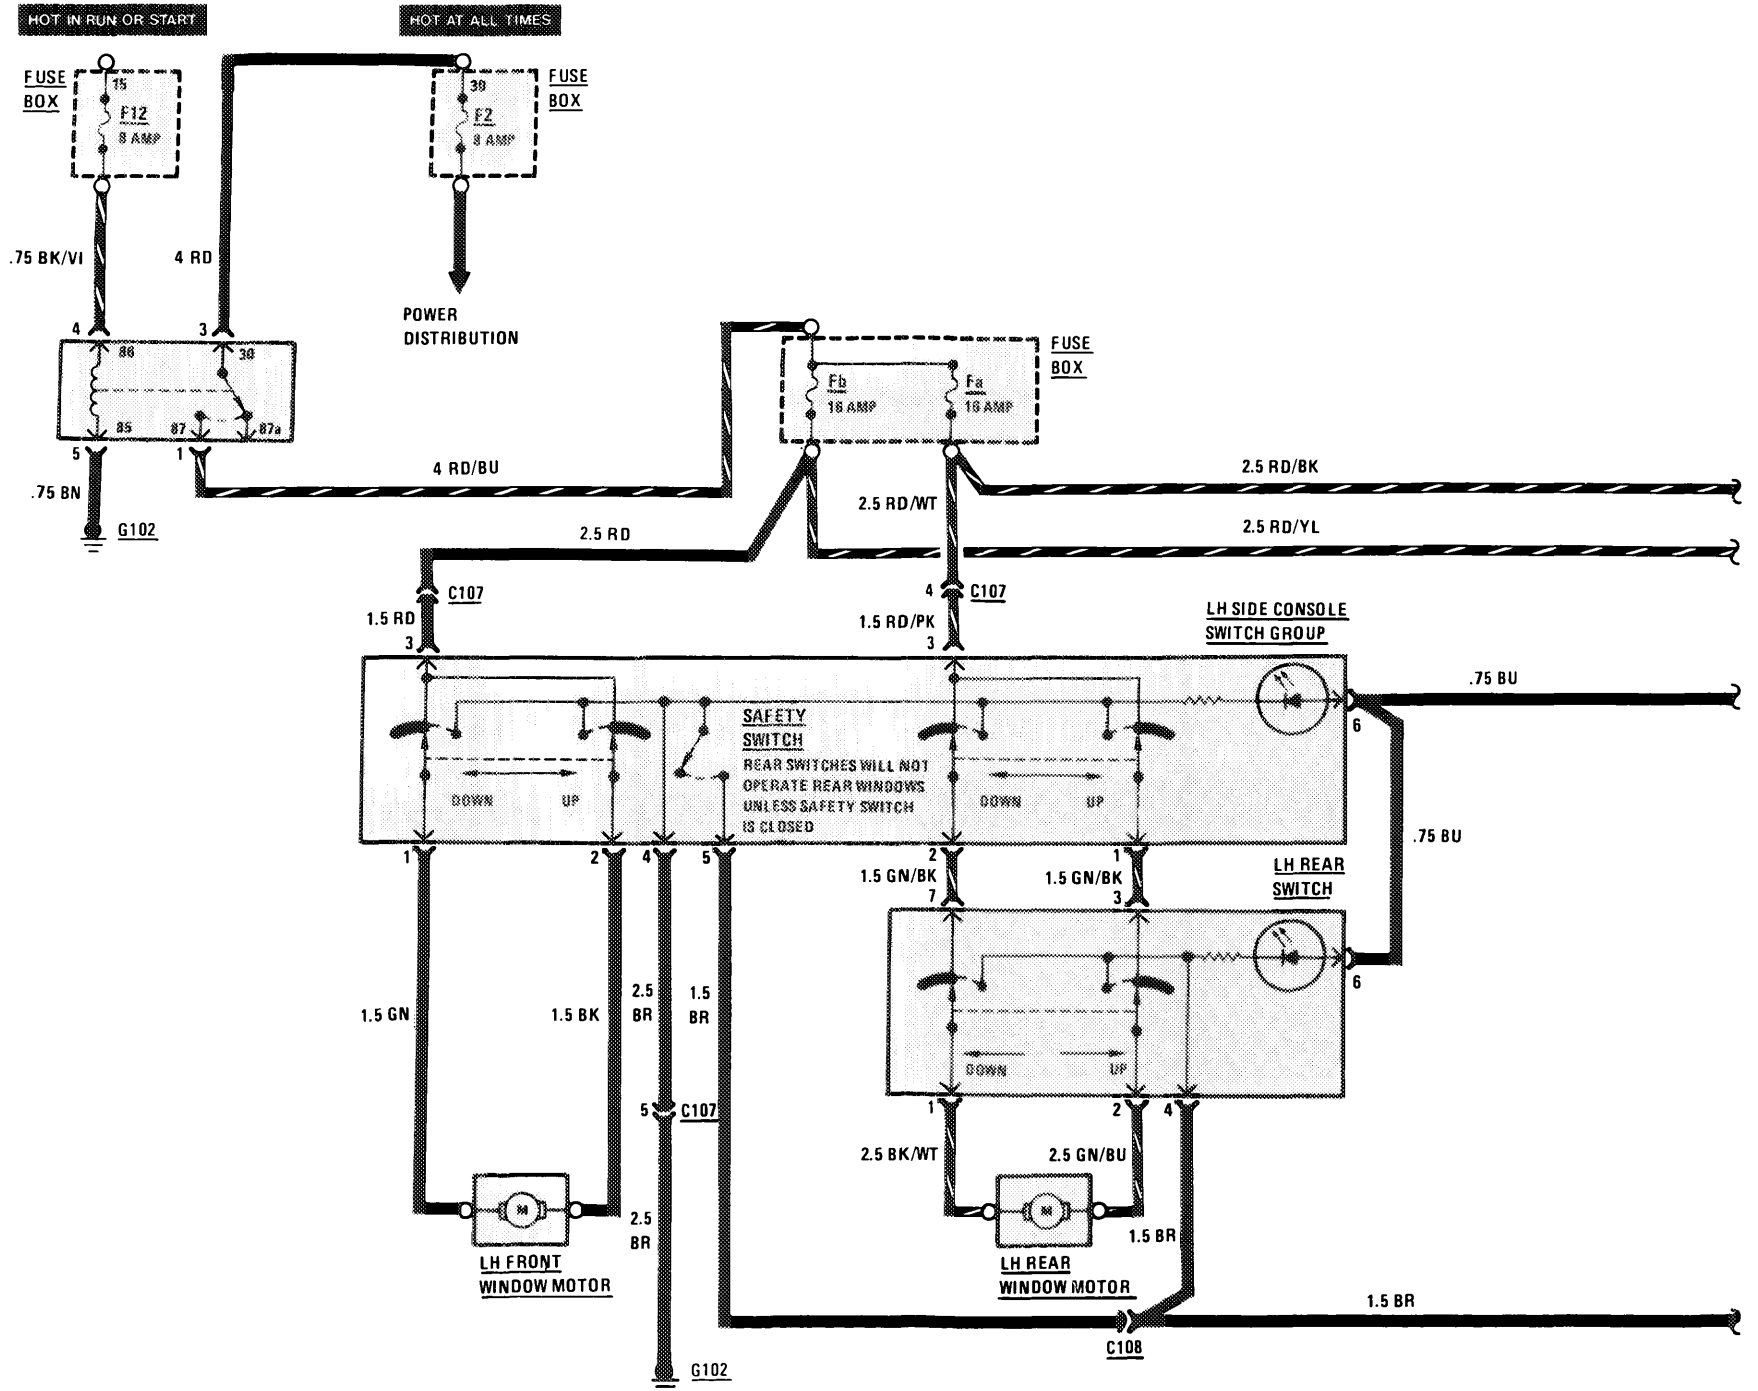 HOT IN RUN OR START
HOT AT ALL TIMES
FUSE
BOX
15
F12
8 AMP
30
F2
8 AMP
FUSE
BOX
.75 BK/VI
4 RD
POWER
DISTRIBUTION
4
3
86
30
85
87
87a
5
1
.75 BN
G102
4 RD/BU
Fb
16 AMP
Fa
16 AMP
FUSE
BOX
2.5 RD/BK
2.5 RD/WT
2.5 RD/YL
2.5 RD
C107
4
C107
1.5 RD
3
1.5 RD/PK
3
LH SIDE CONSOLE
SWITCH GROUP
.75 BU
6
SAFETY
SWITCH
REAR SWITCHES WILL NOT
OPERATE REAR WINDOWS
UNLESS SAFETY SWITCH
IS CLOSED
DOWN
UP
DOWN
UP
.75 BU
1
2
4
5
2
1
1.5 GN/BK
1.5 GN/BK
7
3
LH REAR
SWITCH
6
1.5 GN
1.5 BK
2.5
BR
1.5
BR
DOWN
UP
5
C107
1
2
4
2.5 BK/WT
2.5 GN/BU
M
M
2.5
BR
1.5 BR
LH FRONT
WINDOW MOTOR
LH REAR
WINDOW MOTOR
1.5 BR
C108
G102